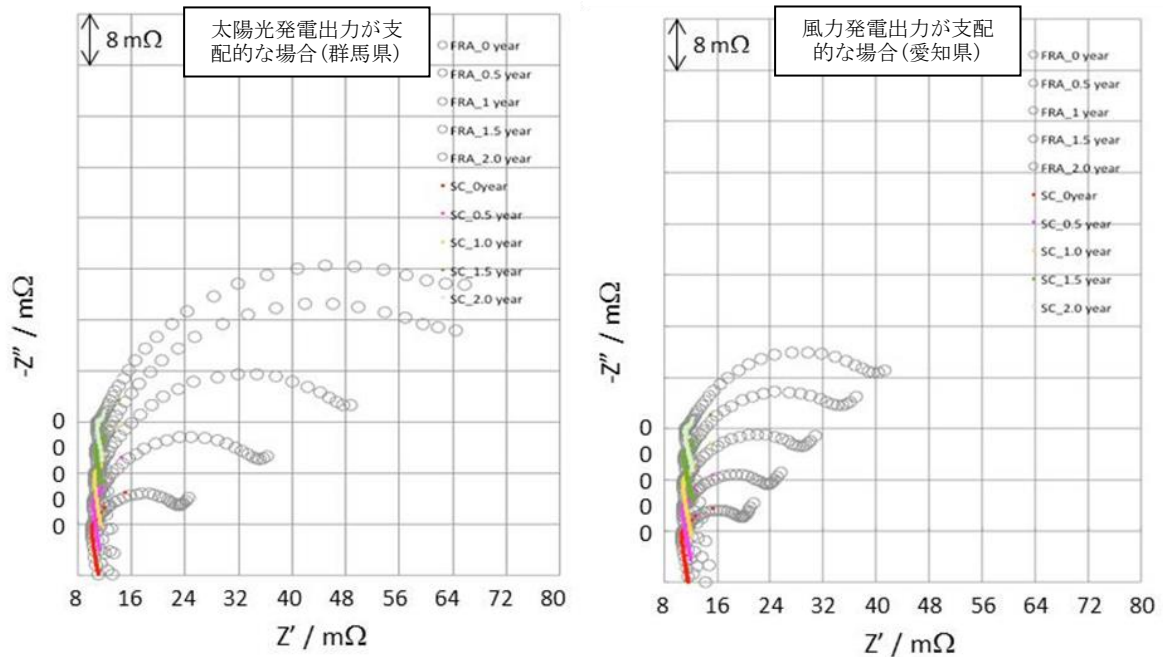 8 mΩ
太陽光発電出力が支
配的な場合(群馬県)
FRA_0 year
FRA_0.5 year
FRA_1 year
FRA_1.5 year
FRA_2.0 year
SC_0year
SC_0.5 year
SC_1.0 year
SC_1.5 year
SC_2.0 year
-Z" / mΩ
0
0
0
0
0
8 16 24 32 40 48 56 64 72 80
Z' / mΩ
8 mΩ
風力発電出力が支配
的な場合(愛知県)
FRA_0 year
FRA_0.5 year
FRA_1 year
FRA_1.5 year
FRA_2.0 year
SC_0year
SC_0.5 year
SC_1.0 year
SC_1.5 year
SC_2.0 year
-Z" / mΩ
0
0
0
0
0
8 16 24 32 40 48 56 64 72 80
Z' / mΩ